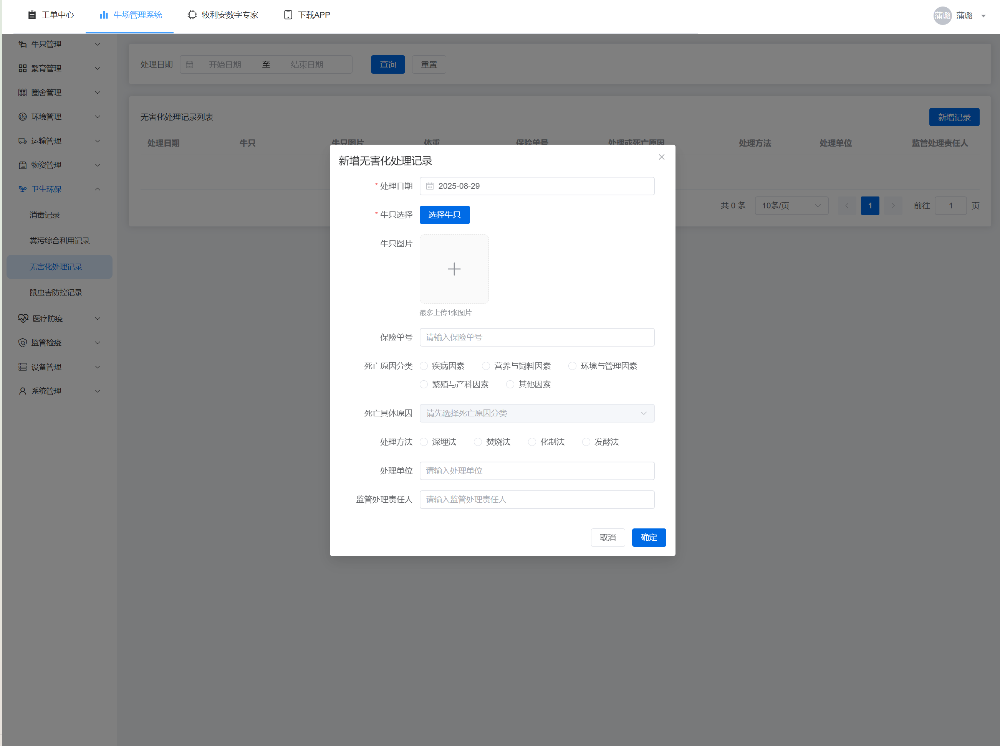 工单中心
牛场管理系统
牧利安数字专家
下载APP
蒲璐
蒲璐
牛只管理
繁育管理
圈舍管理
环境管理
运输管理
物资管理
卫生环保
消毒记录
粪污综合利用记录
无害化处理记录
鼠虫害防控记录
医疗防疫
监管检疫
设备管理
系统管理
处理日期
开始日期
至
结束日期
查询
重置
无害化处理记录列表
新增记录
处理日期
牛只
牛只图片
体重
保险单号
处理或死亡原因
处理方法
处理单位
监管处理责任人
共 0 条
10条/页
1
前往
1
页
新增无害化处理记录
* 处理日期
2025-08-29
* 牛只选择
选择牛只
牛只图片
最多上传1张图片
保险单号
请输入保险单号
死亡原因分类
疾病因素
营养与饲料因素
环境与管理因素
繁殖与产科因素
其他因素
死亡具体原因
请先选择死亡原因分类
处理方法
深埋法
焚烧法
化制法
发酵法
处理单位
请输入处理单位
监管处理责任人
请输入监管处理责任人
取消
确定